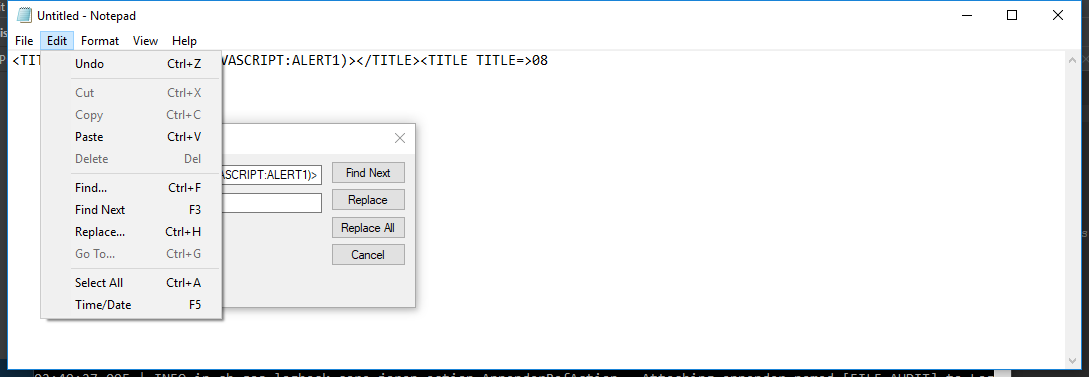 Untitled - Notepad
File Edit Format View Help
<TIT VASCRIPT:ALERT1)></TITLE><TITLE TITLE=>08
Undo Ctrl+Z
Cut Ctrl+X
Copy Ctrl+C
Paste Ctrl+V
Delete Del
Find... Ctrl+F
Find Next F3
Replace... Ctrl+H
Go To... Ctrl+G
Select All Ctrl+A
Time/Date F5
ASCRIPT:ALERT1)>
Find Next
Replace
Replace All
Cancel